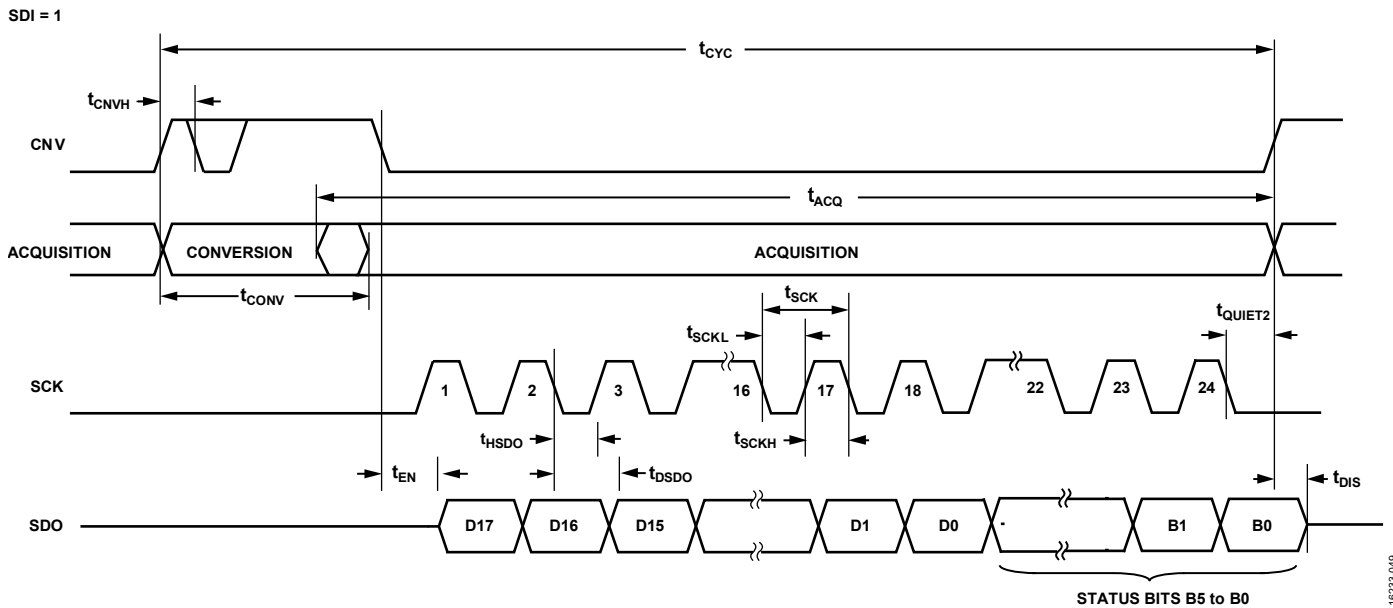 SDI = 1
tCYC
tCNVH
CNV
tACQ
ACQUISITION
CONVERSION
ACQUISITION
tCONV
tSCK
tSCKL
tQUIET2
SCK
1
2
3
16
17
18
22
23
24
tHSDO
tSCKH
tEN
tDSDO
tDIS
SDO
D17
D16
D15
D1
D0
B1
B0
STATUS BITS B5 to B0
16233-049